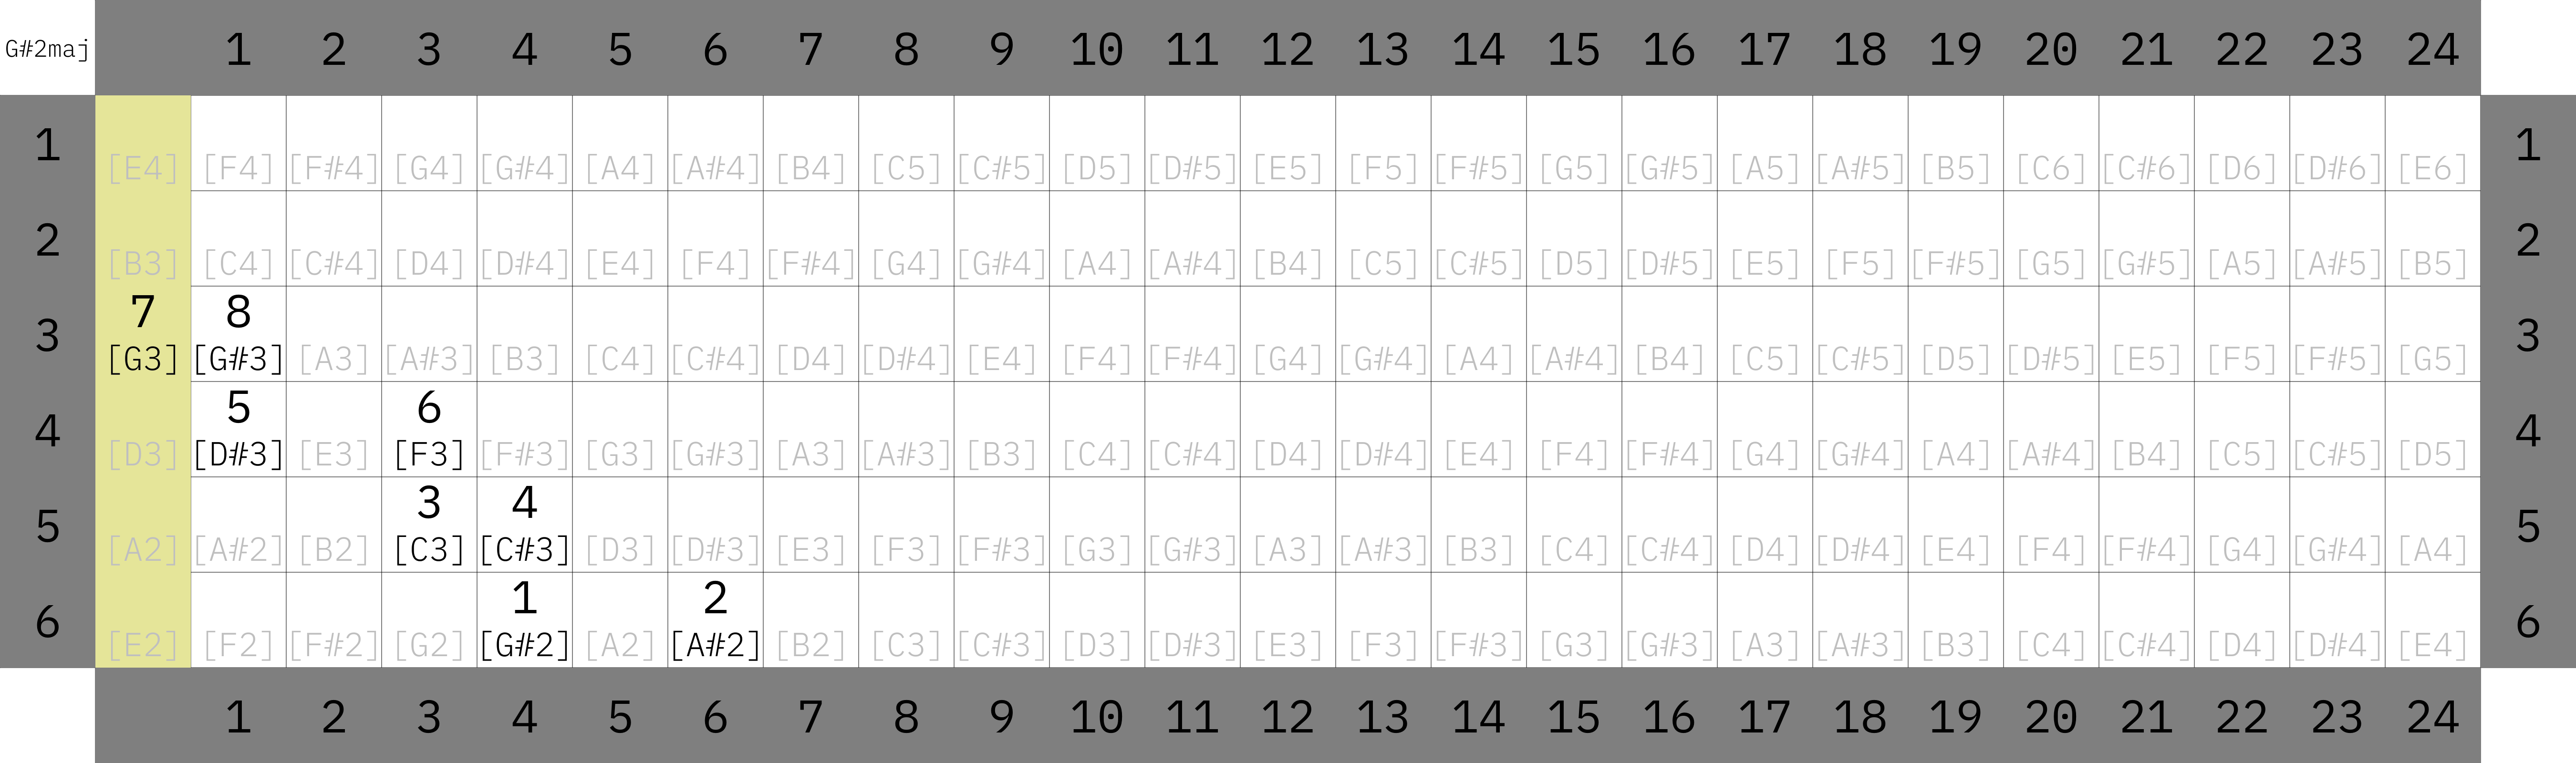 G#2maj 1 2 3 4 5 6 7 8 9 10 11 12 13 14 15 16 17 18 19 20 21 22 23 24
1 [E4] [F4] [F#4] [G4] [G#4] [A4] [A#4] [B4] [C5] [C#5] [D5] [D#5] [E5] [F5] [F#5] [G5] [G#5] [A5] [A#5] [B5] [C6] [C#6] [D6] [D#6] [E6] 1
2 [B3] [C4] [C#4] [D4] [D#4] [E4] [F4] [F#4] [G4] [G#4] [A4] [A#4] [B4] [C5] [C#5] [D5] [D#5] [E5] [F5] [F#5] [G5] [G#5] [A5] [A#5] [B5] 2
7 8
3 [G3] [G#3] [A3] [A#3] [B3] [C4] [C#4] [D4] [D#4] [E4] [F4] [F#4] [G4] [G#4] [A4] [A#4] [B4] [C5] [C#5] [D5] [D#5] [E5] [F5] [F#5] [G5] 3
5 6
4 [D3] [D#3] [E3] [F3] [F#3] [G3] [G#3] [A3] [A#3] [B3] [C4] [C#4] [D4] [D#4] [E4] [F4] [F#4] [G4] [G#4] [A4] [A#4] [B4] [C5] [C#5] [D5] 4
3 4
5 [A2] [A#2] [B2] [C3] [C#3] [D3] [D#3] [E3] [F3] [F#3] [G3] [G#3] [A3] [A#3] [B3] [C4] [C#4] [D4] [D#4] [E4] [F4] [F#4] [G4] [G#4] [A4] 5
1 2
6 [E2] [F2] [F#2] [G2] [G#2] [A2] [A#2] [B2] [C3] [C#3] [D3] [D#3] [E3] [F3] [F#3] [G3] [G#3] [A3] [A#3] [B3] [C4] [C#4] [D4] [D#4] [E4] 6
1 2 3 4 5 6 7 8 9 10 11 12 13 14 15 16 17 18 19 20 21 22 23 24